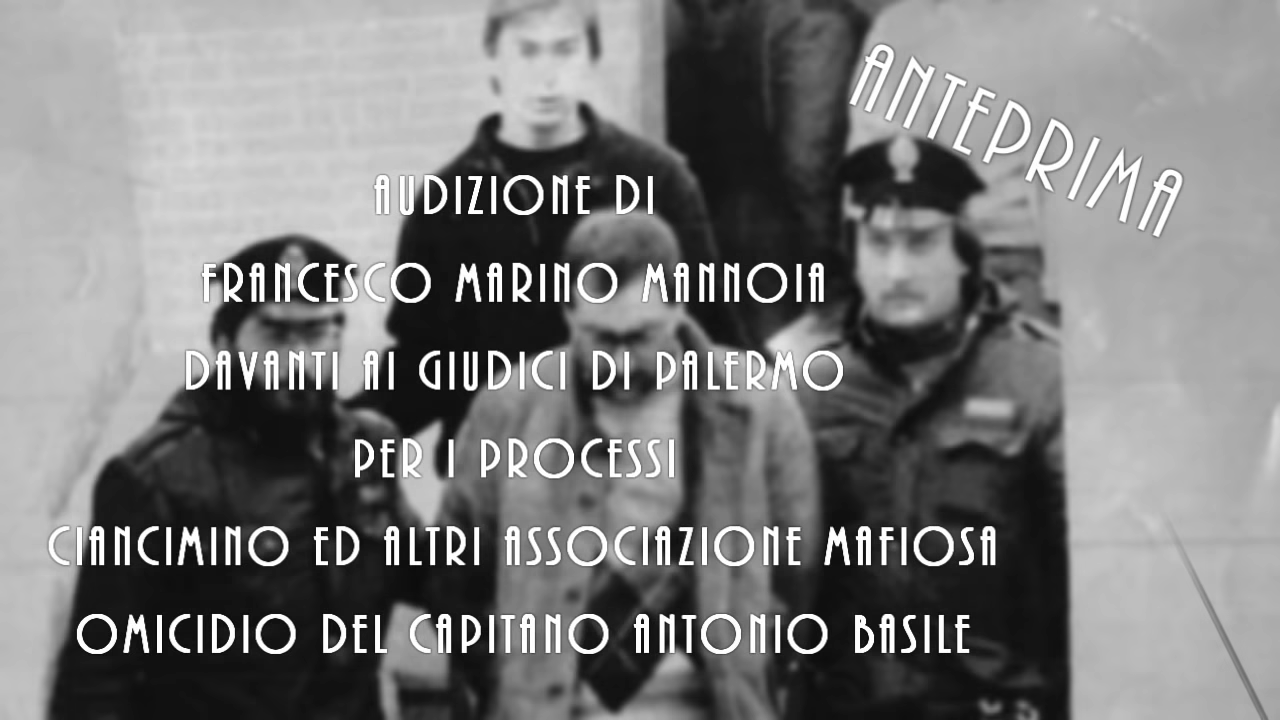 ANTEPRIMA
AUDIZIONE DI
FRANCESCO MARINO MANNOIA
DAVANTI AI GIUDICI DI PALERMO
PER I PROCESSI
CIANCIMINO ED ALTRI ASSOCIAZIONE MAFIOSA
OMICIDIO DEL CAPITANO ANTONIO BASILE